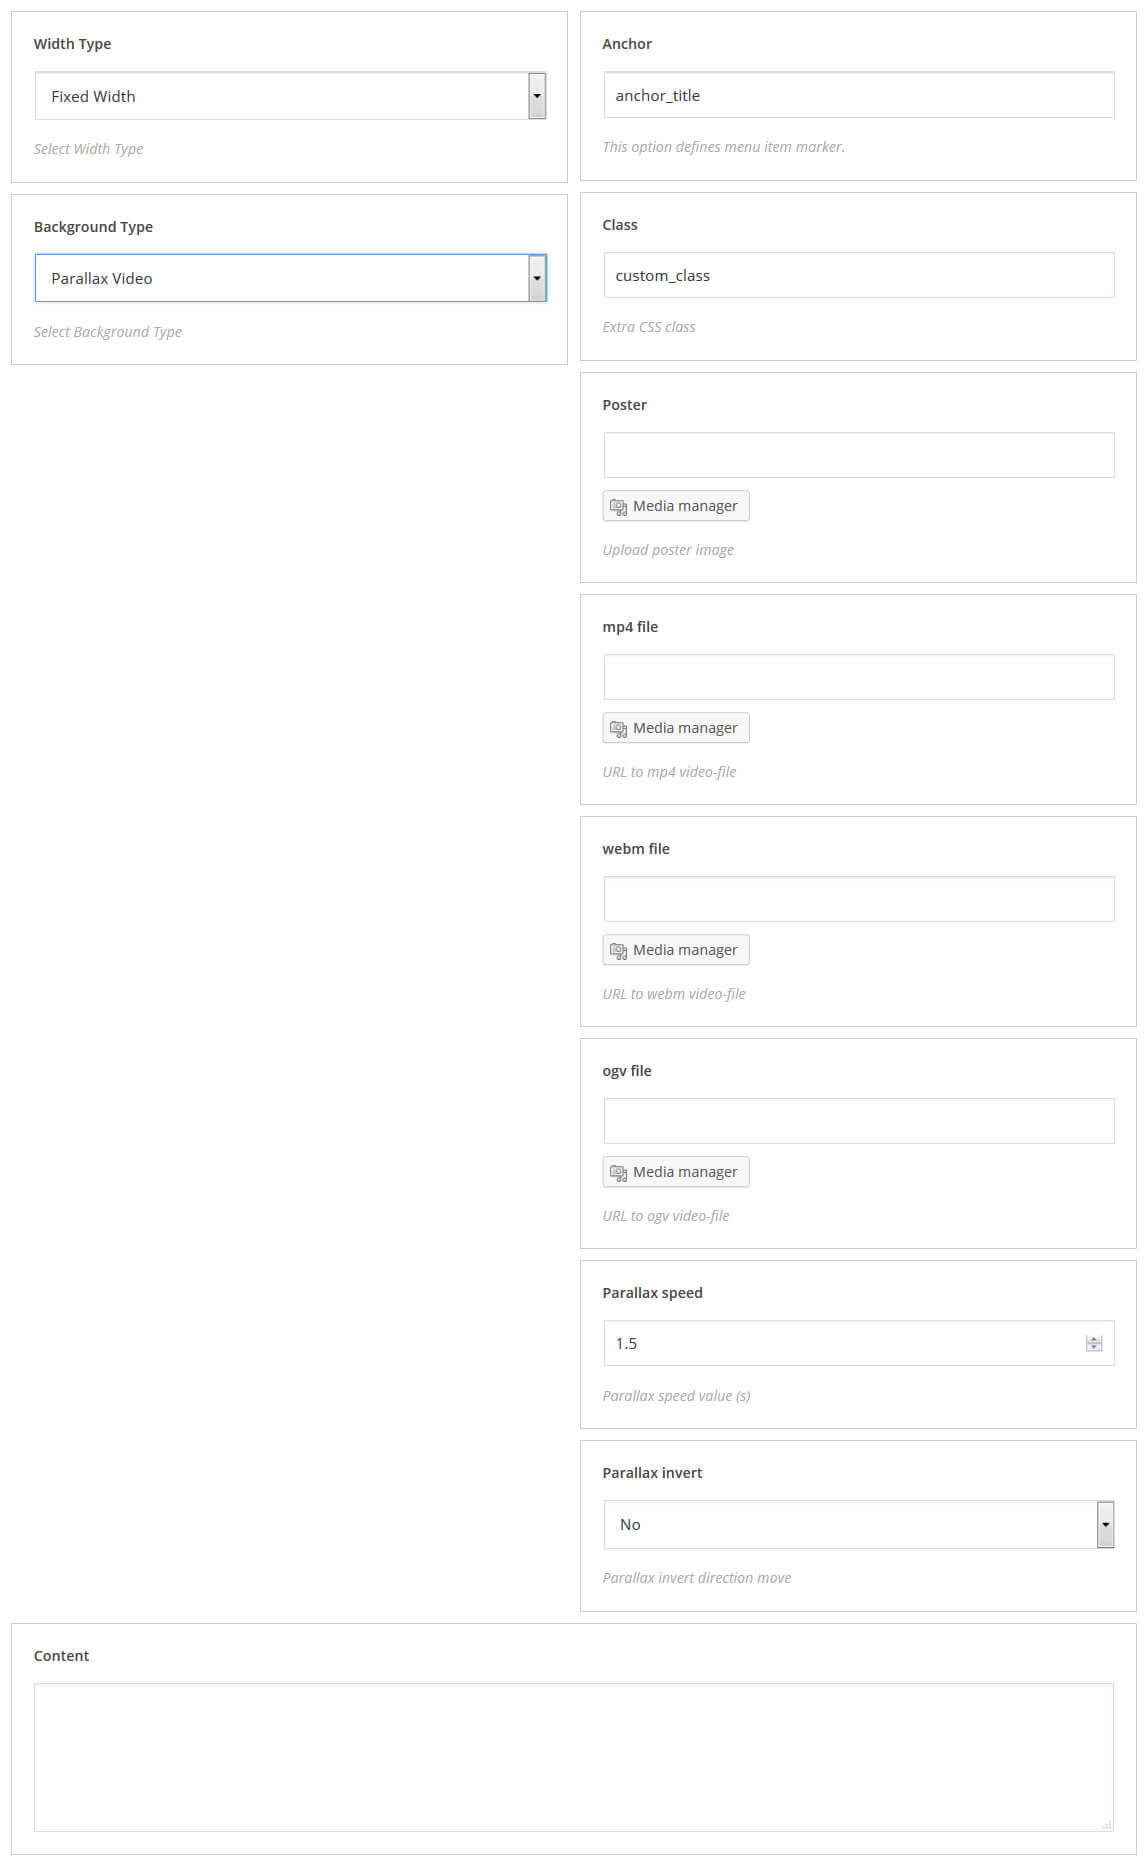 Width Type
Fixed Width
Select Width Type
Background Type
Parallax Video
Select Background Type
Anchor
anchor_title
This option defines menu item marker.
Class
custom_class
Extra CSS class
Poster
Media manager
Upload poster image
mp4 file
Media manager
URL to mp4 video-file
webm file
Media manager
URL to webm video-file
ogv file
Media manager
URL to ogv video-file
Parallax speed
1.5
Parallax speed value (s)
Parallax invert
No
Parallax invert direction move
Content